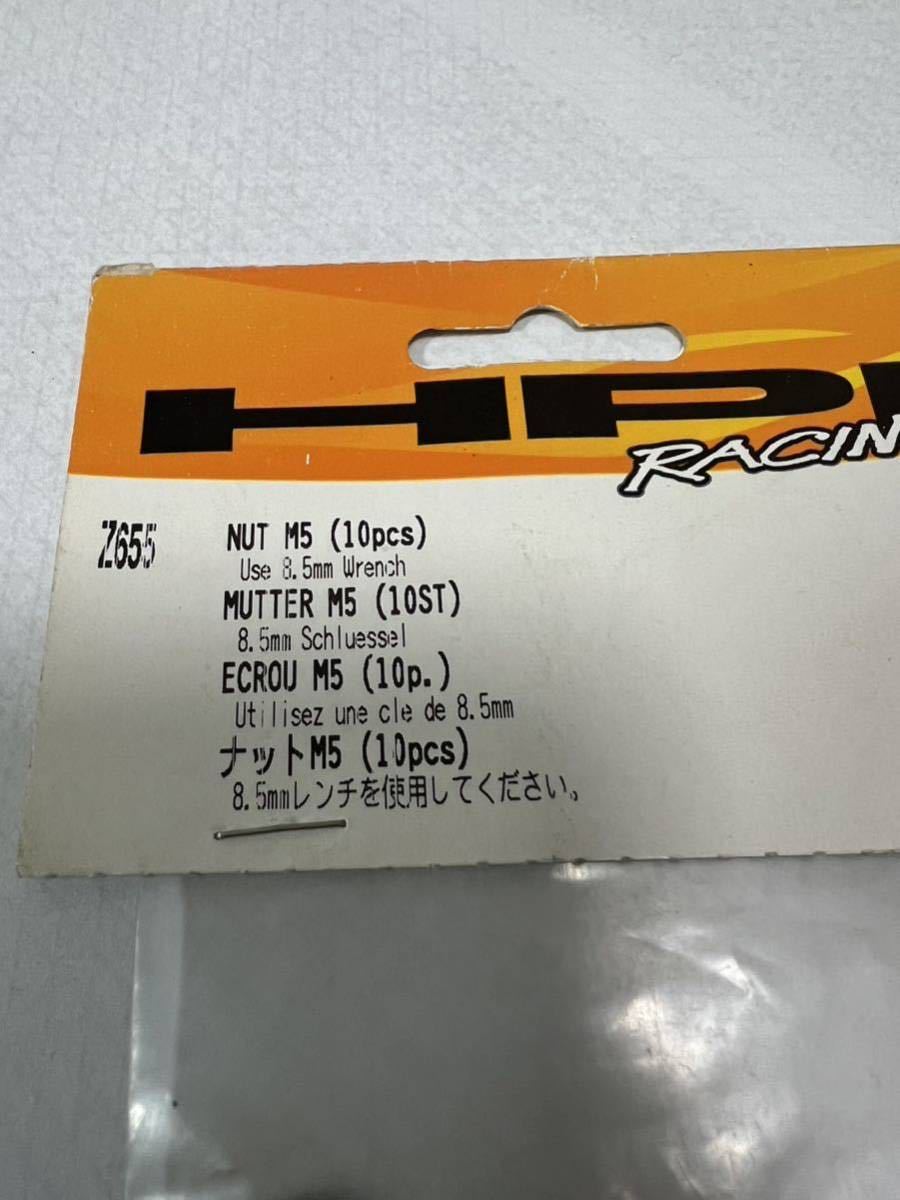 HPI
RACIN
Z655
NUT M5 (10pcs)
Use 8.5mm Wrench
MUTTER M5 (10ST)
8.5mm Schluessel
ECROU M5 (10p.)
Utilisez une cle de 8.5mm
ナットM5 (10pcs)
8.5mmレンチを使用してください。